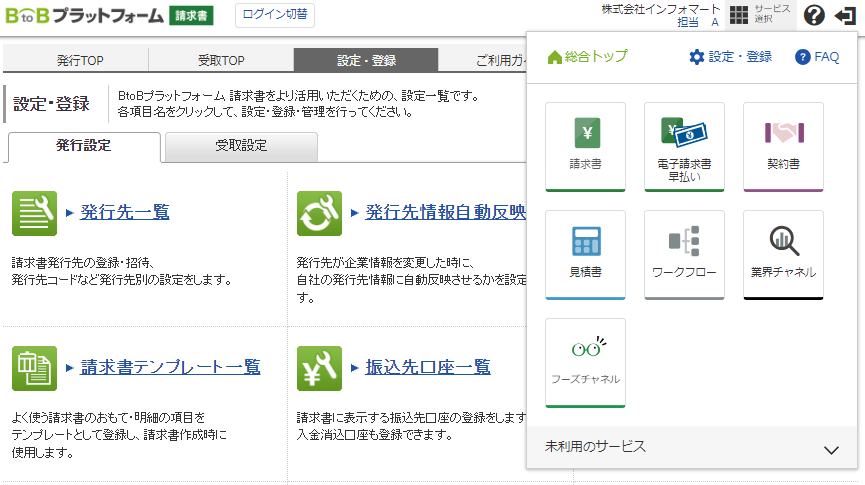 BtoBプラットフォーム 請求書
ログイン切替
株式会社インフォマート
担当 A
サービス
選択
発行TOP
受取TOP
設定・登録
ご利用ガイ
設定・登録
BtoBプラットフォーム 請求書をより活用いただくための、設定一覧です。
各項目名をクリックして、設定・登録・管理を行ってください。
発行設定
受取設定
発行先一覧
請求書発行先の登録・招待、
発行先コードなど発行先別の設定をします。
発行先情報自動反映
発行先が企業情報を変更した時に、
自社の発行先情報に自動反映させるかを設定
す。
請求書テンプレート一覧
よく使う請求書のおもて・明細の項目を
テンプレートとして登録し、請求書作成時に
使用します。
振込先口座一覧
請求書に表示する振込先口座の登録をします
入金消込口座も登録できます。
総合トップ
設定・登録
FAQ
請求書
電子請求書
早払い
契約書
見積書
ワークフロー
業界チャネル
フーズチャネル
未利用のサービス